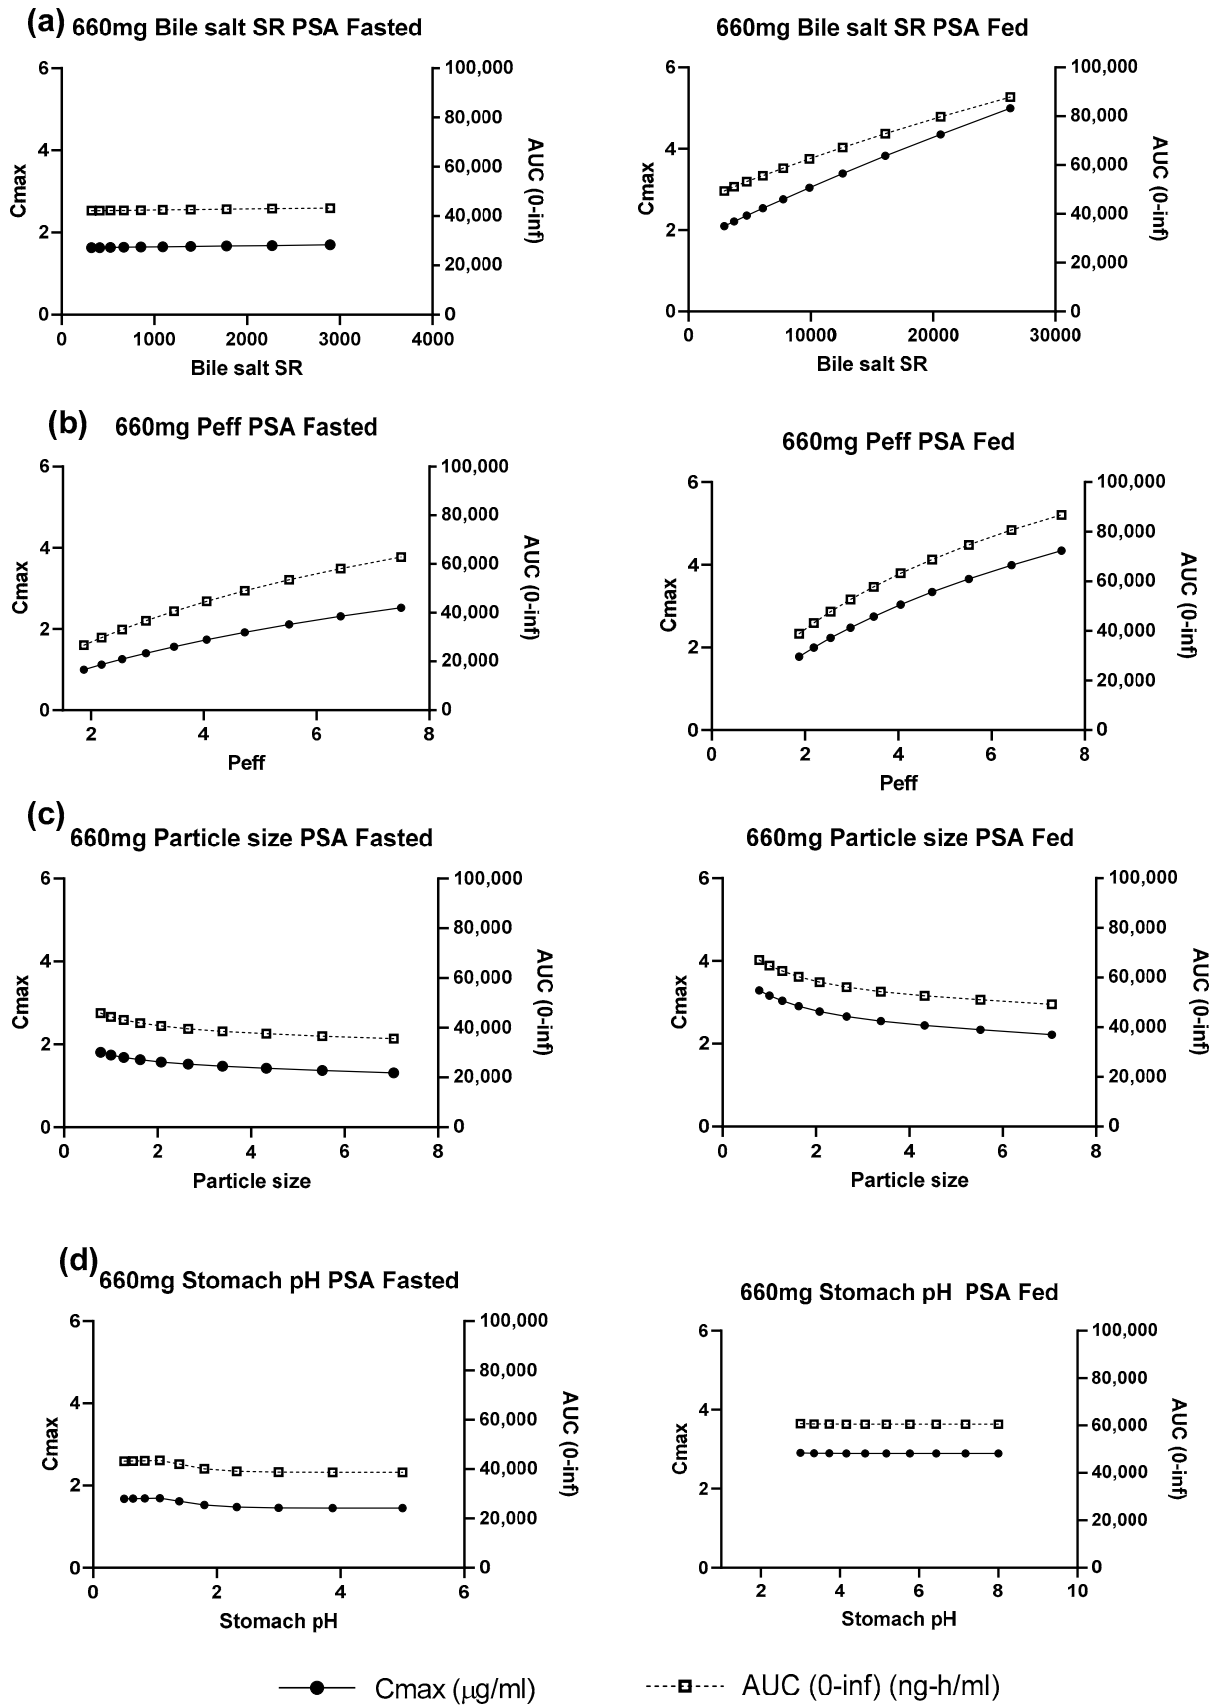 (a) 660mg Bile salt SR PSA Fasted
6
4
2
0
Cmax
100,000
80,000
60,000
40,000
20,000
0
AUC (0-inf)
0 1000 2000 3000 4000
Bile salt SR
660mg Bile salt SR PSA Fed
6
4
2
0
Cmax
100,000
80,000
60,000
40,000
20,000
0
AUC (0-inf)
0 10000 20000 30000
Bile salt SR
(b) 660mg Peff PSA Fasted
6
4
2
0
Cmax
100,000
80,000
60,000
40,000
20,000
0
AUC (0-inf)
2 4 6 8
Peff
660mg Peff PSA Fed
6
4
2
0
Cmax
100,000
80,000
60,000
40,000
20,000
0
AUC (0-inf)
0 2 4 6 8
Peff
(c) 660mg Particle size PSA Fasted
6
4
2
0
Cmax
100,000
80,000
60,000
40,000
20,000
0
AUC (0-inf)
0 2 4 6 8
Particle size
660mg Particle size PSA Fed
6
4
2
0
Cmax
100,000
80,000
60,000
40,000
20,000
0
AUC (0-inf)
0 2 4 6 8
Particle size
(d) 660mg Stomach pH PSA Fasted
6
4
2
0
Cmax
100,000
80,000
60,000
40,000
20,000
0
AUC (0-inf)
0 2 4 6
Stomach pH
660mg Stomach pH PSA Fed
6
4
2
0
Cmax
100,000
80,000
60,000
40,000
20,000
0
AUC (0-inf)
2 4 6 8 10
Stomach pH
Cmax (μg/ml)
AUC (0-inf) (ng-h/ml)